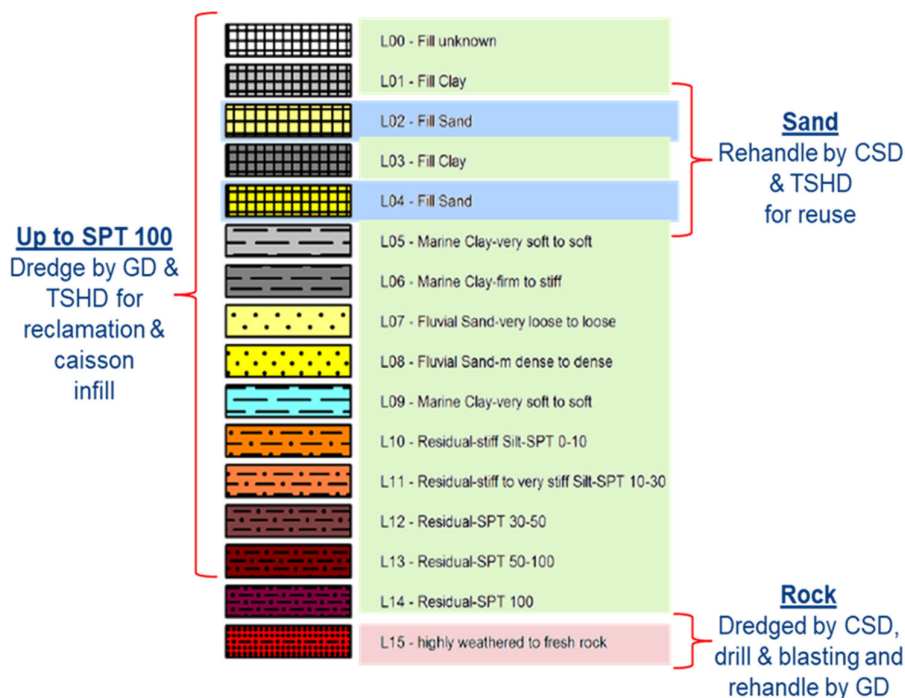 Up to SPT 100
Dredge by GD &
TSHD for
reclamation &
caisson
infill
L00 - Fill unknown
L01 - Fill Clay
L02 - Fill Sand
L03 - Fill Clay
L04 - Fill Sand
L05 - Marine Clay-very soft to soft
L06 - Marine Clay-firm to stiff
L07 - Fluvial Sand-very loose to loose
L08 - Fluvial Sand-m dense to dense
L09 - Marine Clay-very soft to soft
L10 - Residual-stiff Silt-SPT 0-10
L11 - Residual-stiff to very stiff Silt-SPT 10-30
L12 - Residual-SPT 30-50
L13 - Residual-SPT 50-100
L14 - Residual-SPT 100
L15 - highly weathered to fresh rock
Sand
Rehandle by CSD
& TSHD
for reuse
Rock
Dredged by CSD,
drill & blasting and
rehandle by GD